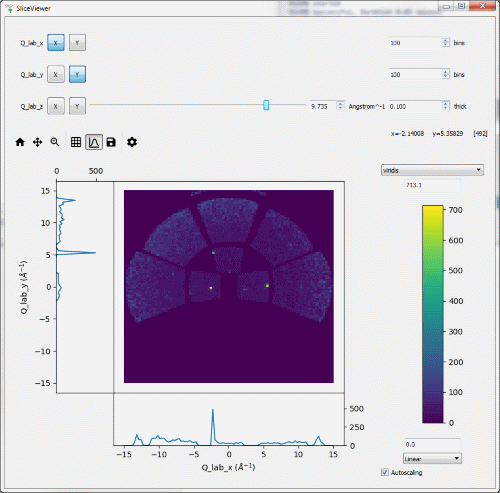 SliceViewer
Q_lab_x X Y 100 bins
Q_lab_y X Y 100 bins
Q_lab_z X Y 9.735 Angstrom^-1 0.100 thick
x=-2.14008 y=5.35829 [492]
viridis
713.1
0 500
15
10
5
0
−5
−10
−15
Q_lab_y (Å⁻¹)
700
600
500
400
300
200
100
0
500
250
0
−15 −10 −5 0 5 10 15
Q_lab_x (Å⁻¹)
0.0
Linear
Autoscaling